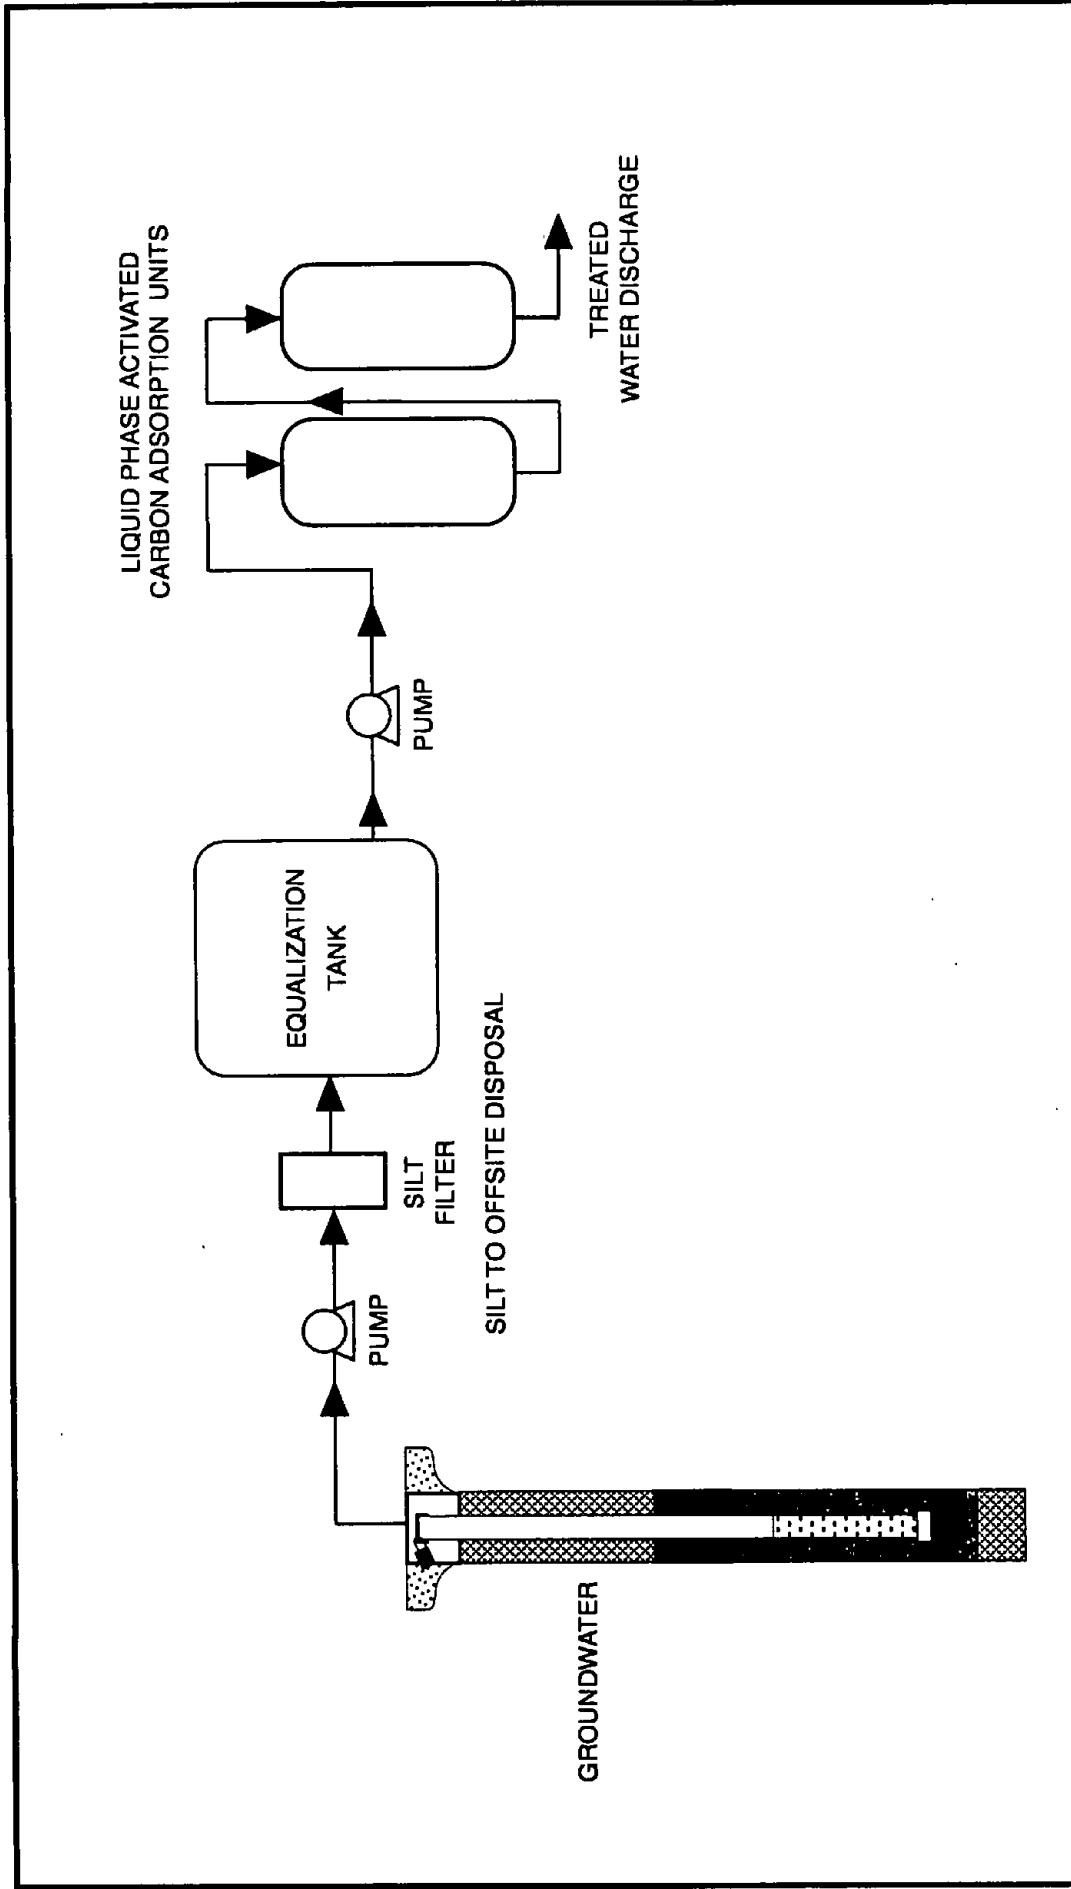 LIQUID PHASE ACTIVATED
CARBON ADSORPTION UNITS
EQUALIZATION
TANK
PUMP
SILT
FILTER
PUMP
SILT TO OFFSITE DISPOSAL
TREATED
WATER DISCHARGE
GROUNDWATER